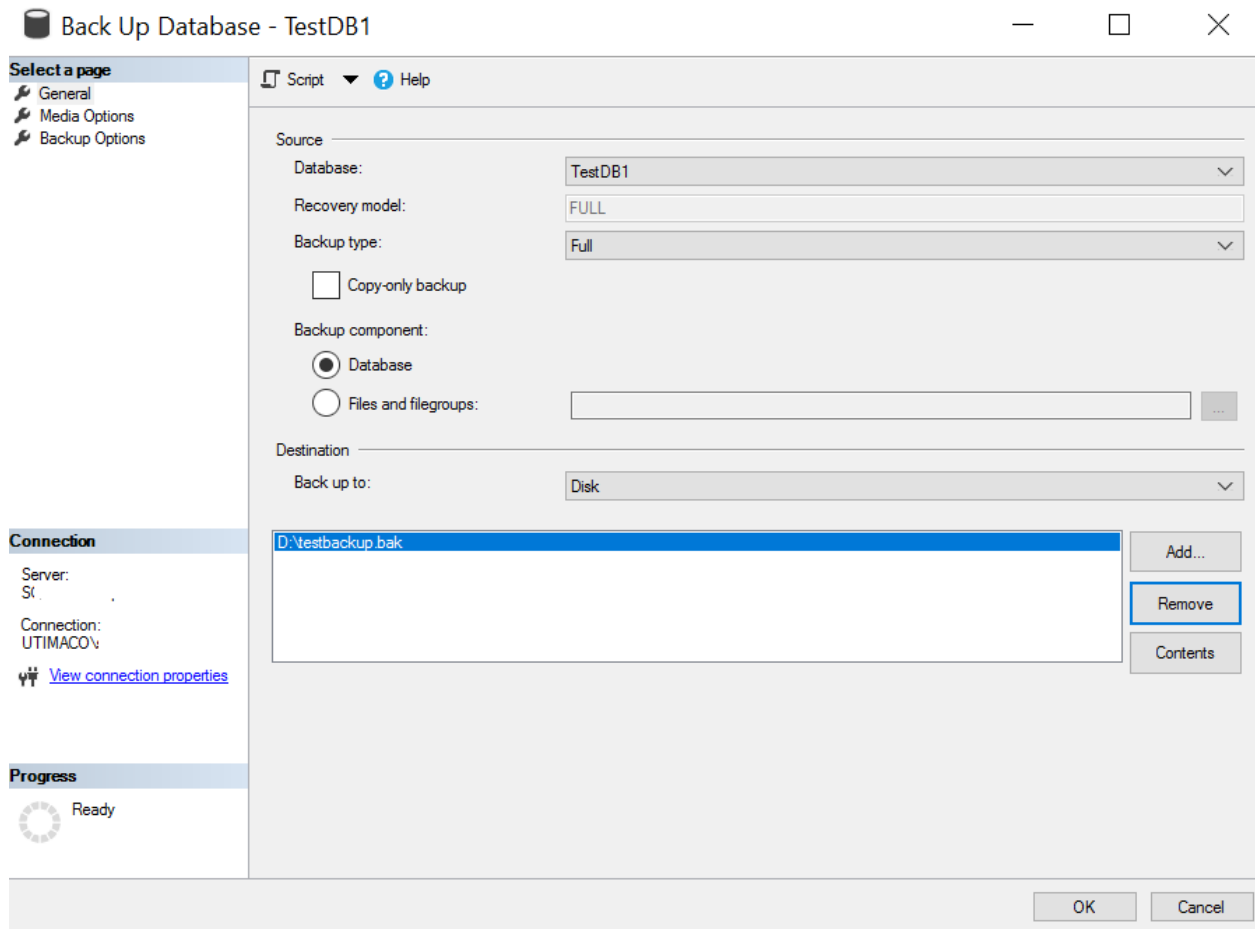 Back Up Database - TestDB1
Select a page
General
Media Options
Backup Options
Script
Help
Source
Database:
TestDB1
Recovery model:
FULL
Backup type:
Full
Copy-only backup
Backup component:
Database
Files and filegroups:
...
Destination
Back up to:
Disk
D:\testbackup.bak
Add...
Remove
Contents
Connection
Server:
Connection:
UTIMACO\
View connection properties
Progress
Ready
OK
Cancel